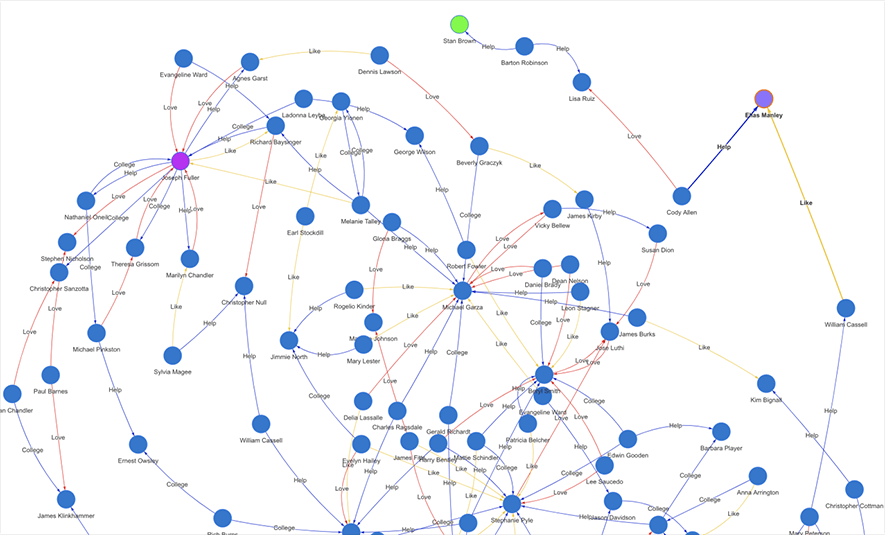 Stan Brown
Help
Barton Robinson
Help
Evangeline Ward
Agnes Garst
Like
Dennis Lawson
Lisa Ruiz
Love
Love
Help
Love
Ladonna Leyba
Georgia Yinnen
Help
Elias Manley
College
Richard Baysinger
George Wilson
Love
Help
Help
Like
College
College
Beverly Graczyk
Like
Help
Joseph Fuller
College
Help
Like
Help
Like
Love
Cody Allen
Nathaniel Oneil
College
Love
College
Help
Love
Love
Melanie Talley
College
Vicky Bellew
James Kirby
Help
Like
Earl Stockdill
Gloria Braggs
Susan Dion
Stephen Nicholson
Theresa Grissom
Marilyn Chandler
Help
Help
Robert Fowler
Love
Love
College
Christopher Sanzotta
Like
Love
Love
Daniel Brady
Dean Nelson
Help
Love
Love
Christopher Null
Rogelio Kinder
Like
Michael Garza
Help
Help
Leon Stagner
Like
Like
Help
Like
College
James Burks
William Cassell
Love
Michael Pinkston
Help
Johnson
Like
Like
Jose Luthi
Jimmie North
Help
Mary Lester
College
Love
Like
Sylvia Magee
Help
Love
Love
Beryl Smith
Kim Bignall
Paul Barnes
Help
College
Love
Help
Evangeline Ward
College
an Chandler
Delia Lassalle
Charles Ragsdale
Love
Help
Gerald Richardt
Love
Love
Help
Love
William Cassell
Patricia Belcher
Help
Help
Barbara Player
Help
College
Ernest Owsley
Evelyn Hailey
James Fitts
Harry Bentley
Mattie Schindler
Edwin Gooden
Like
Help
Like
Like
College
Like
College
Lee Saucedo
College
Help
Love
Like
Help
Love
College
Anna Arrington
Christopher Cottman
James Klinkhammer
College
Stephanie Pyle
Jason Davidson
Like
Rich Burns
College
Help
College
Mary Peterson